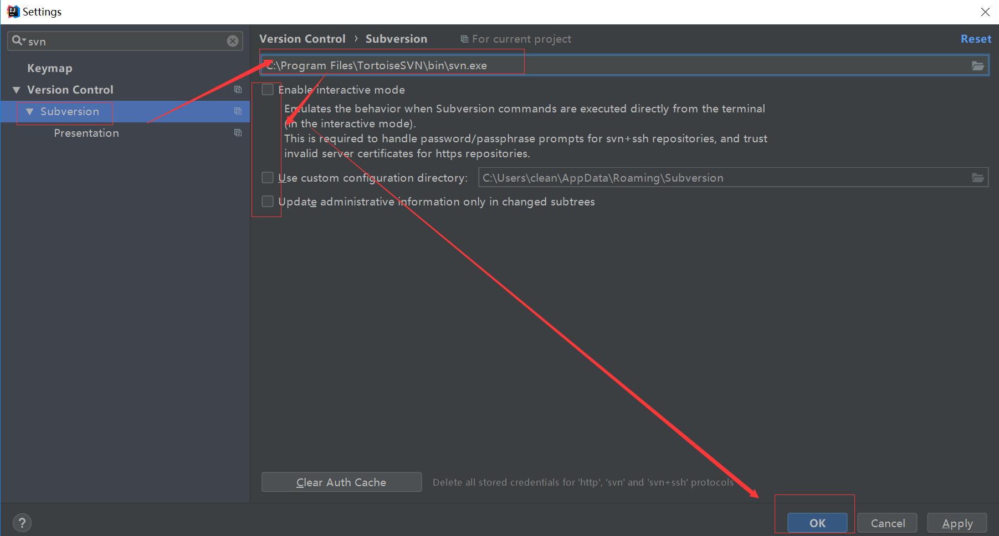 Settings
svn
Keymap
Version Control
Subversion
Presentation
Version Control › Subversion
For current project
Reset
C:\Program Files\TortoiseSVN\bin\svn.exe
Enable interactive mode
Emulates the behavior when Subversion commands are executed directly from the terminal
(in the interactive mode).
This is required to handle password/passphrase prompts for svn+ssh repositories, and trust
invalid server certificates for https repositories.
Use custom configuration directory:
C:\Users\clean\AppData\Roaming\Subversion
Update administrative information only in changed subtrees
Clear Auth Cache
Delete all stored credentials for 'http', 'svn' and 'svn+ssh' protocols
?
OK
Cancel
Apply